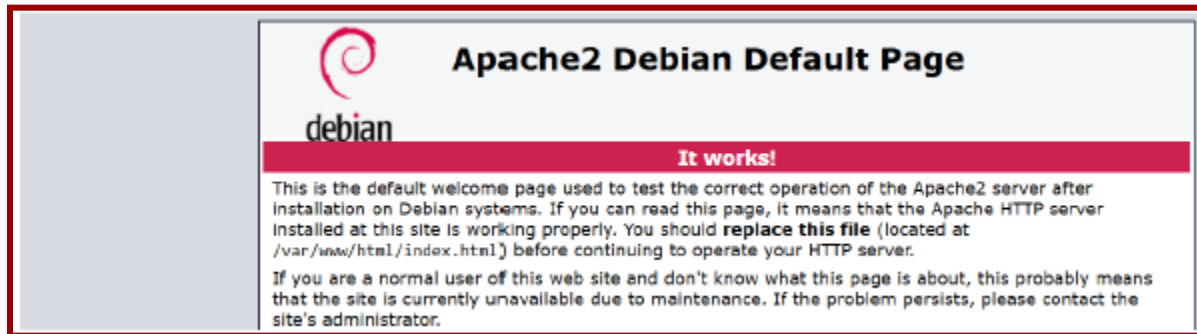 Apache2 Debian Default Page
debian
It works!
This is the default welcome page used to test the correct operation of the Apache2 server after
installation on Debian systems. If you can read this page, it means that the Apache HTTP server
installed at this site is working properly. You should replace this file (located at
/var/www/html/index.html) before continuing to operate your HTTP server.
If you are a normal user of this web site and don't know what this page is about, this probably means
that the site is currently unavailable due to maintenance. If the problem persists, please contact the
site's administrator.